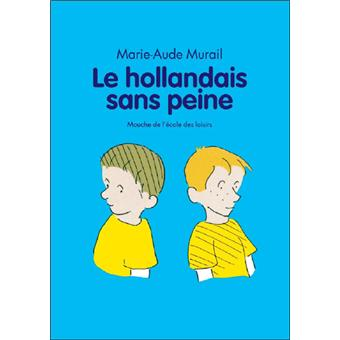 Marie-Aude Murail
Le hollandais
sans peine
Mouche de l'école des loisirs